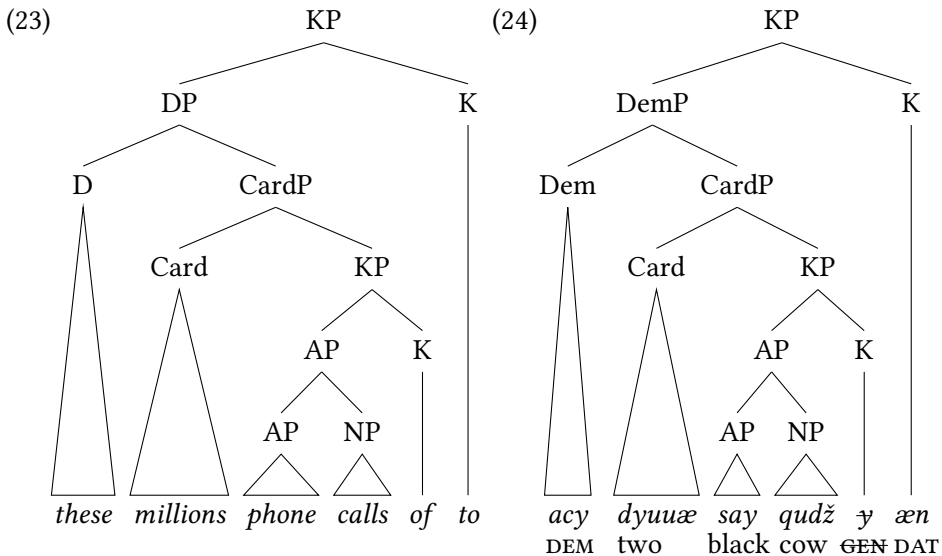 (23) KP (24) KP
DP K DemP K
D CardP Dem CardP
Card KP Card KP
AP K AP K
AP NP AP NP
these millions phone calls of to acy dyuuæ say qudž y æn
DEM two black cow GEN DAT